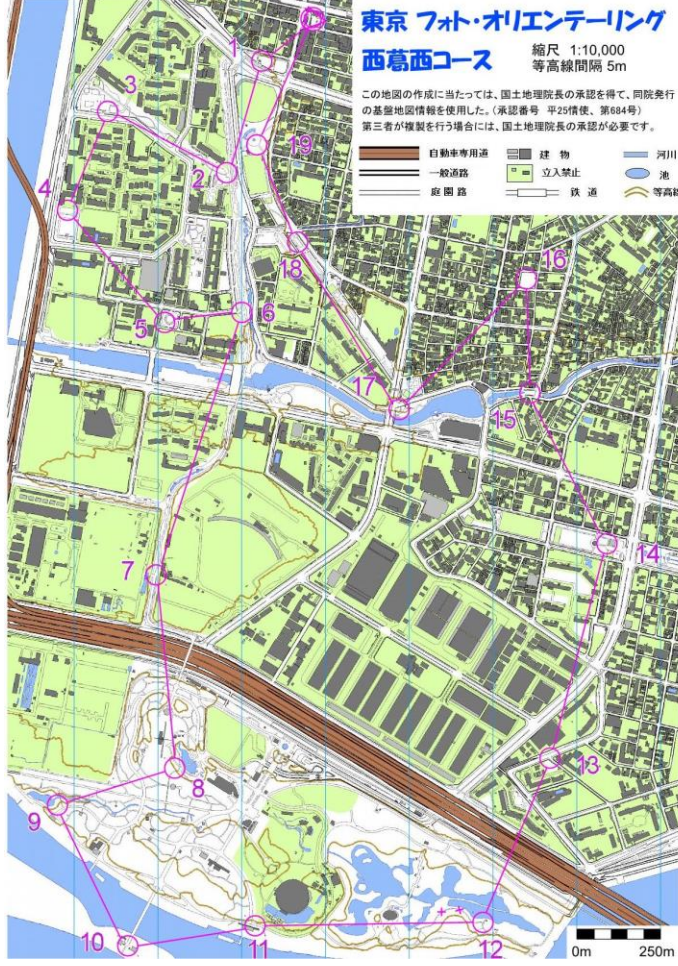 東京 フォト・オリエンテーリング
西葛西コース
縮尺 1:10,000
等高線間隔 5m
この地図の作成に当たっては、国土地理院長の承認を得て、同院発行
の基盤地図情報を使用した。(承認番号 平25情使、第684号)
第三者が複製を行う場合には、国土地理院長の承認が必要です。
自動車専用道 建物 河川
一般道路 立入禁止 池
庭園路 鉄道 等高線
1
3
19
2
4
18
16
5
6
17
15
14
7
13
8
9
10
11
12
0m 250m